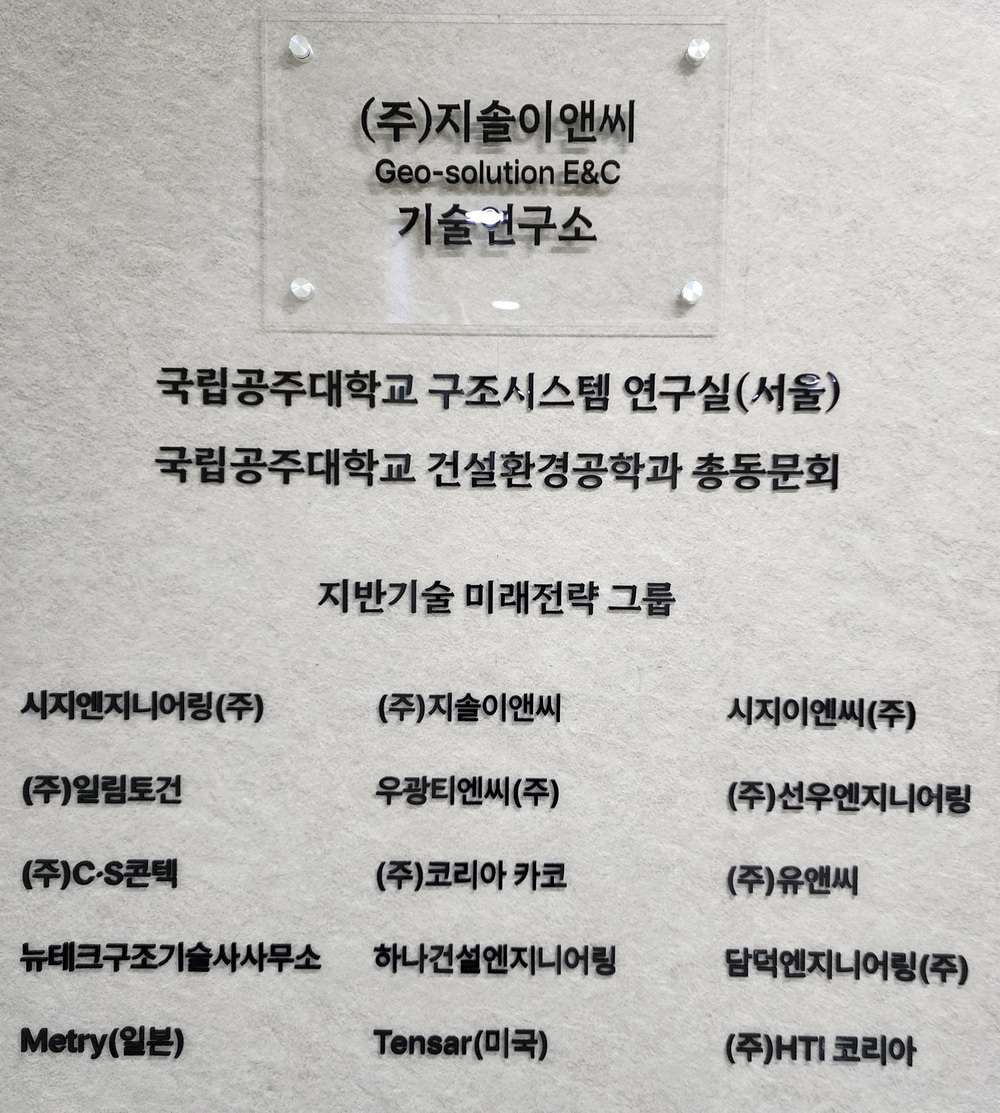 (주)지솔이앤씨
Geo-solution E&C
기술연구소
국립공주대학교 구조시스템 연구실(서울)
국립공주대학교 건설환경공학과 총동문회
지반기술 미래전략 그룹
시지엔지니어링(주) (주)지솔이앤씨 시지이엔씨(주)
(주)일림토건 우광티엔씨(주) (주)선우엔지니어링
(주)C·S콘텍 (주)코리아 카코 (주)유앤씨
뉴테크구조기술사사무소 하나건설엔지니어링 담덕엔지니어링(주)
Metry(일본) Tensar(미국) (주)HTI 코리아